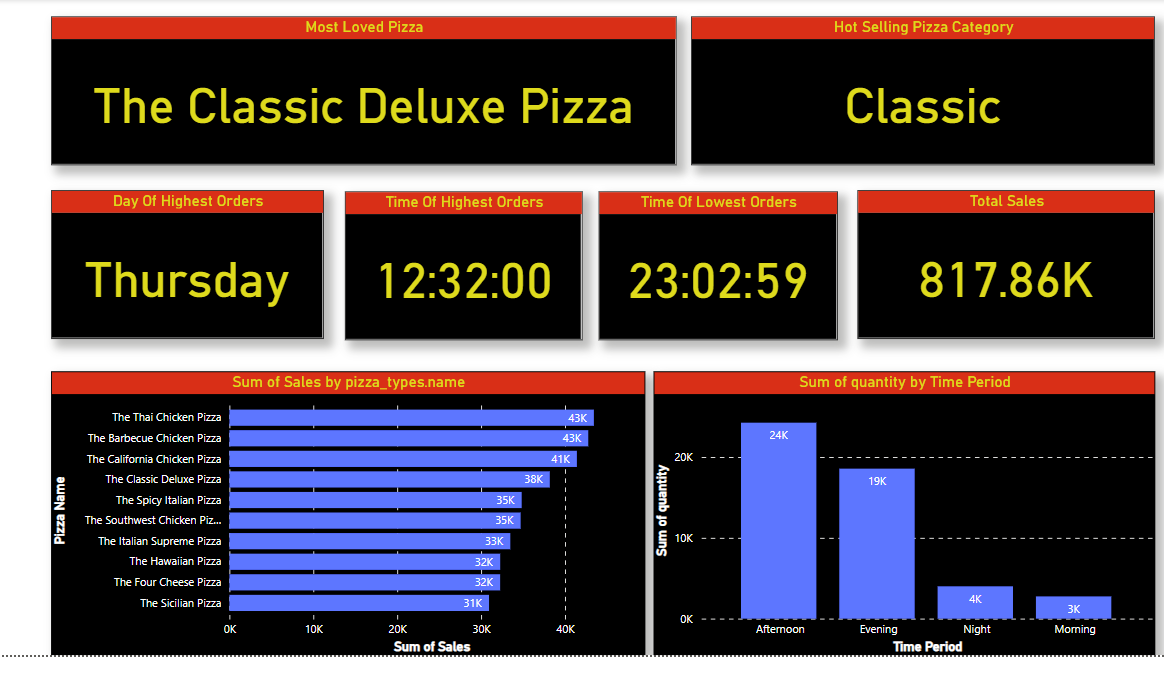 Most Loved Pizza
The Classic Deluxe Pizza
Hot Selling Pizza Category
Classic
Day Of Highest Orders
Thursday
Time Of Highest Orders
12:32:00
Time Of Lowest Orders
23:02:59
Total Sales
817.86K
Sum of Sales by pizza_types.name
Pizza Name
The Thai Chicken Pizza 43K
The Barbecue Chicken Pizza 43K
The California Chicken Pizza 41K
The Classic Deluxe Pizza 38K
The Spicy Italian Pizza 35K
The Southwest Chicken Piz... 35K
The Italian Supreme Pizza 33K
The Hawaiian Pizza 32K
The Four Cheese Pizza 32K
The Sicilian Pizza 31K
0K 10K 20K 30K 40K
Sum of Sales
Sum of quantity by Time Period
Sum of quantity
20K
10K
0K
24K
19K
4K
3K
Afternoon Evening Night Morning
Time Period